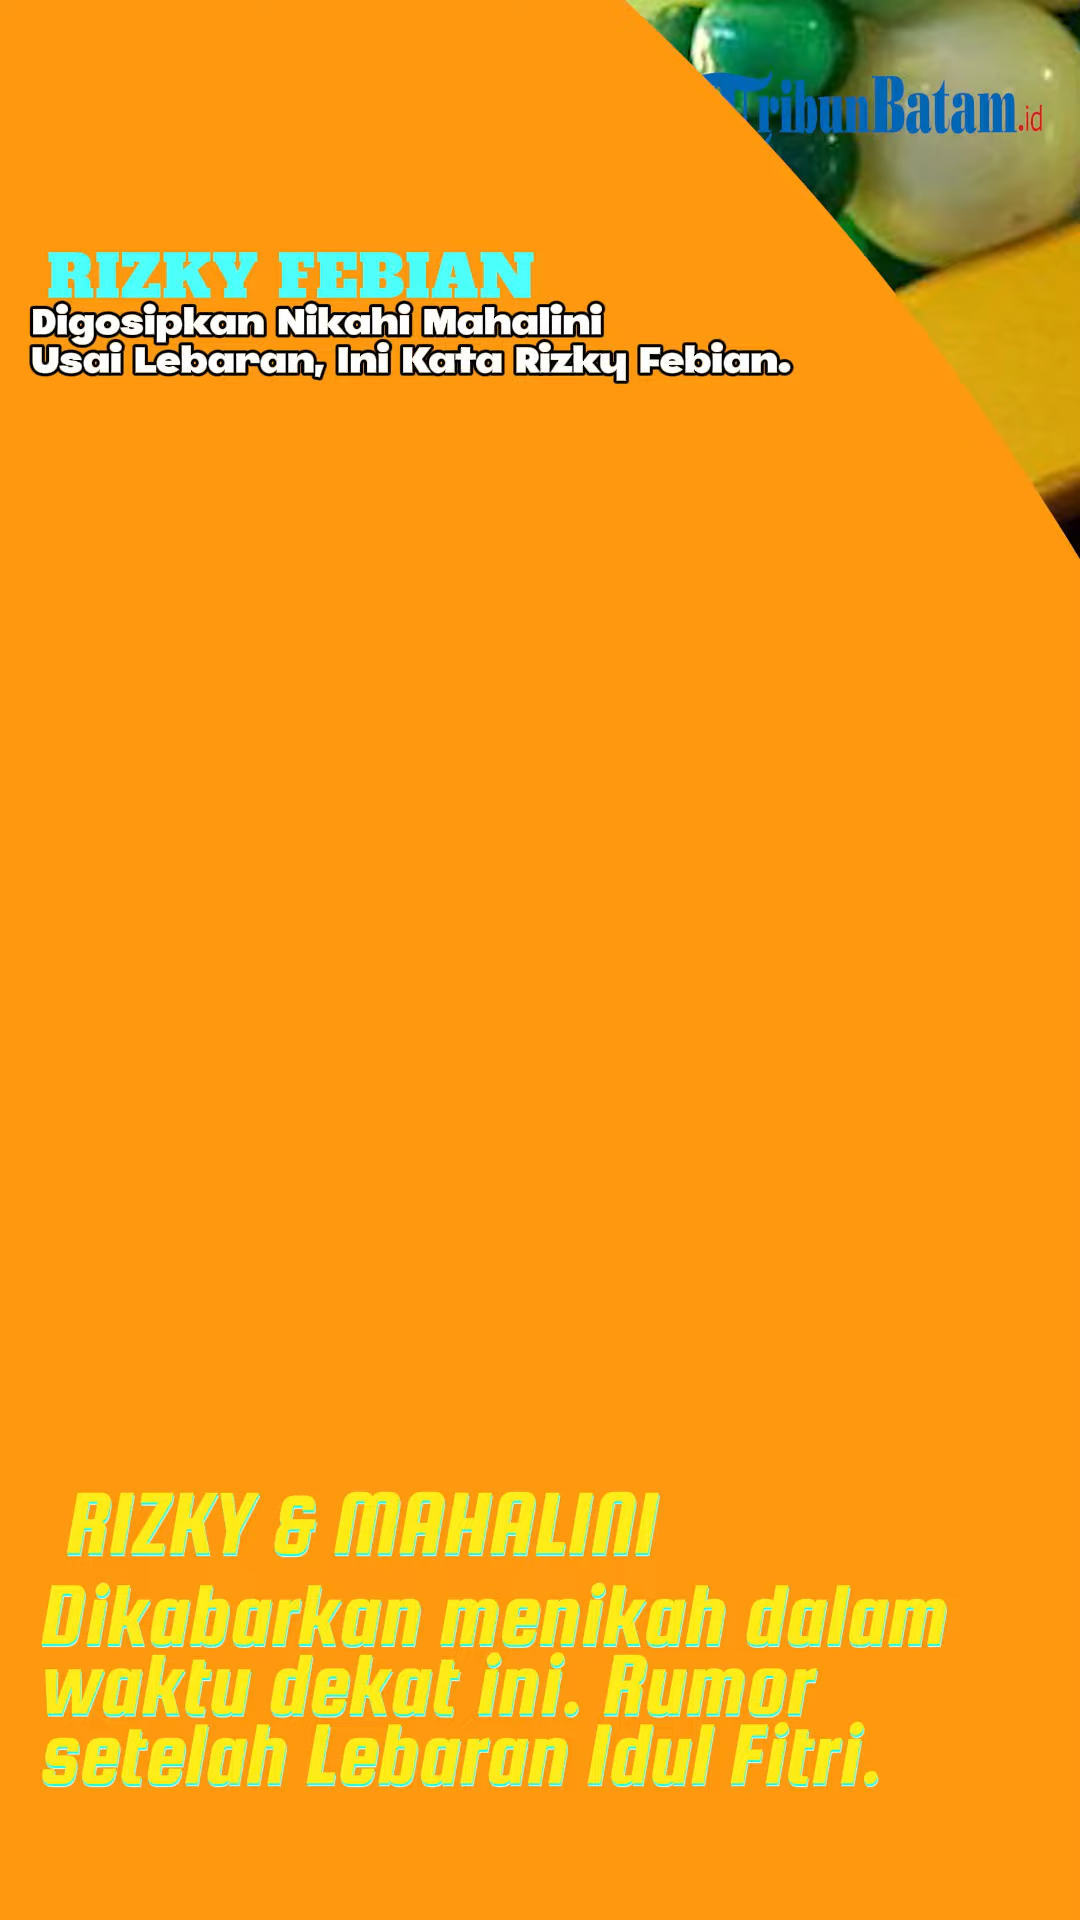 TribunBatam.id
RIZKY FEBIAN
Digosipkan Nikahi Mahalini
Usai Lebaran, Ini Kata Rizky Febian.
RIZKY & MAHALINI
Dikabarkan menikah dalam
waktu dekat ini. Rumor
setelah Lebaran Idul Fitri.